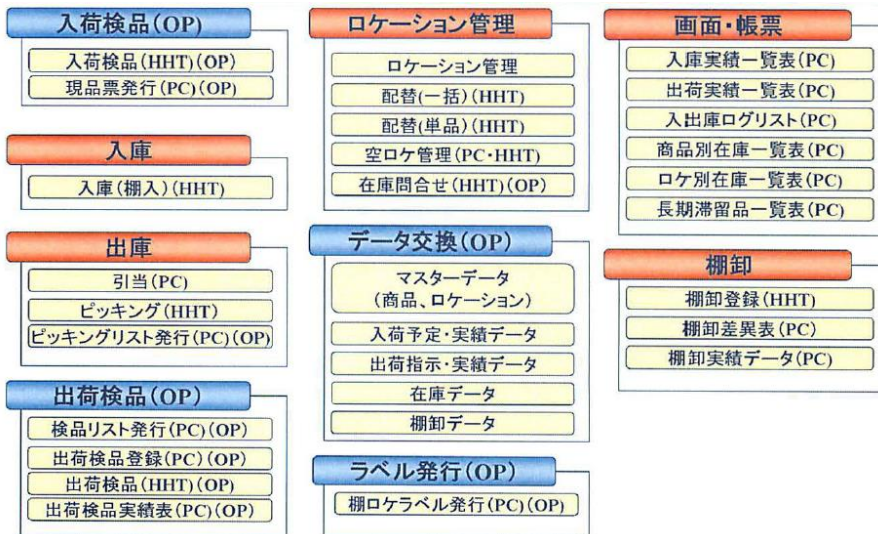 入荷検品(OP)
入荷検品(HHT)(OP)
現品票発行(PC)(OP)
入庫
入庫(棚入)(HHT)
出庫
引当(PC)
ピッキング(HHT)
ピッキングリスト発行(PC)(OP)
出荷検品(OP)
検品リスト発行(PC)(OP)
出荷検品登録(PC)(OP)
出荷検品(HHT)(OP)
出荷検品実績表(PC)(OP)
ロケーション管理
ロケーション管理
配替(一括)(HHT)
配替(単品)(HHT)
空ロケ管理(PC・HHT)
在庫問合せ(HHT)(OP)
データ交換(OP)
マスターデータ
(商品、ロケーション)
入荷予定・実績データ
出荷指示・実績データ
在庫データ
棚卸データ
ラベル発行(OP)
棚ロケラベル発行(PC)(OP)
画面・帳票
入庫実績一覧表(PC)
出荷実績一覧表(PC)
入出庫ログリスト(PC)
商品別在庫一覧表(PC)
ロケ別在庫一覧表(PC)
長期滞留品一覧表(PC)
棚卸
棚卸登録(HHT)
棚卸差異表(PC)
棚卸実績データ(PC)